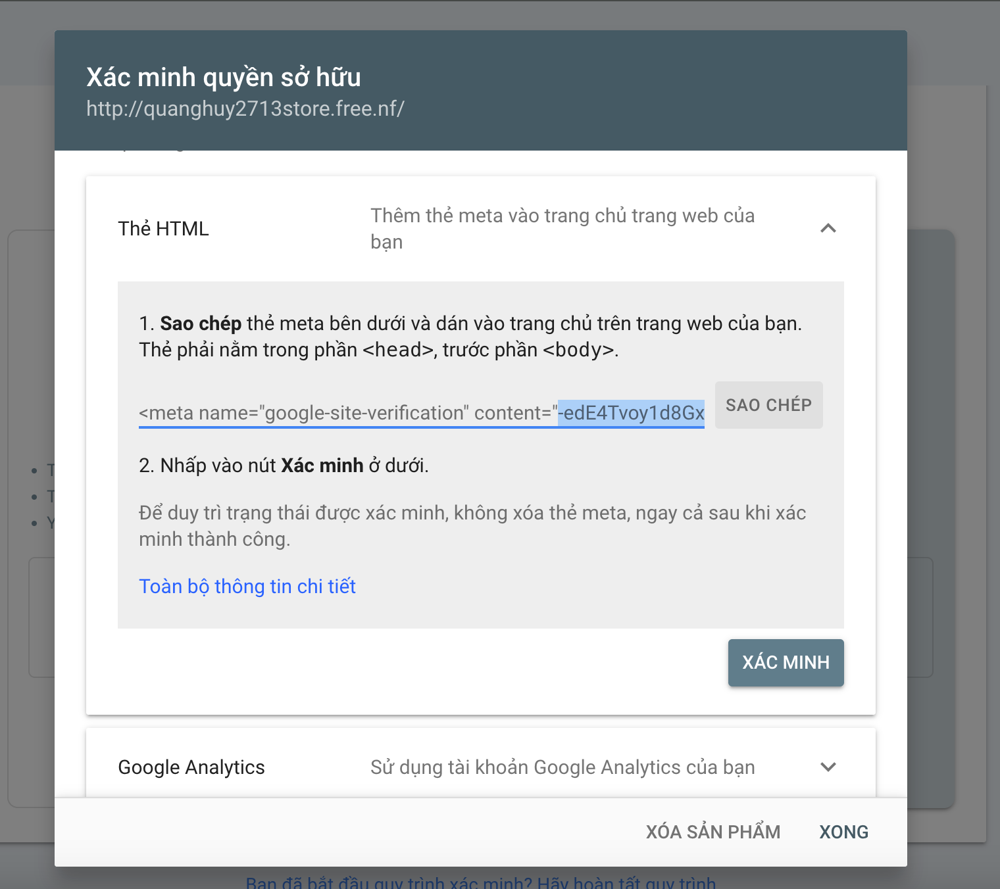 Xác minh quyền sở hữu
http://quanghuy2713store.free.nf/
Thẻ HTML
Thêm thẻ meta vào trang chủ trang web của
bạn
1. Sao chép thẻ meta bên dưới và dán vào trang chủ trên trang web của bạn.
Thẻ phải nằm trong phần <head>, trước phần <body>.
<meta name="google-site-verification" content="-edE4Tvoy1d8Gx
SAO CHÉP
2. Nhấp vào nút Xác minh ở dưới.
Để duy trì trạng thái được xác minh, không xóa thẻ meta, ngay cả sau khi xác
minh thành công.
Toàn bộ thông tin chi tiết
XÁC MINH
Google Analytics
Sử dụng tài khoản Google Analytics của bạn
XÓA SẢN PHẨM
XONG
Bạn đã bắt đầu quy trình xác minh? Hãy hoàn tất quy trình